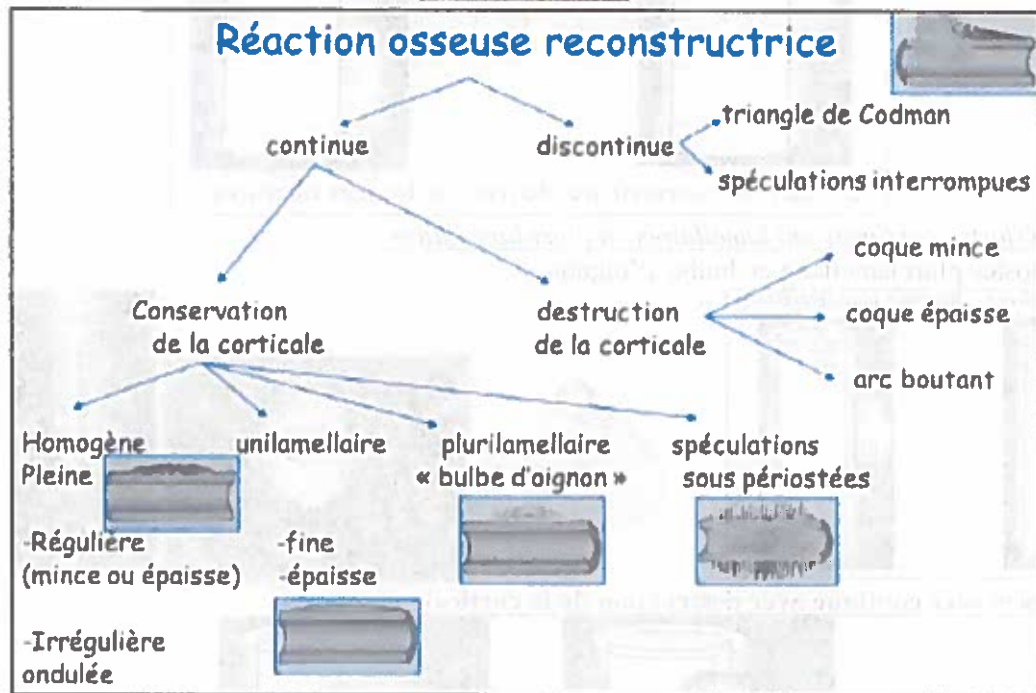 Réaction osseuse reconstructrice
continue
discontinue
triangle de Codman
spéculations interrompues
Conservation
de la corticale
destruction
de la corticale
coque mince
coque épaisse
arc boutant
Homogène
Pleine
unilamellaire
plurilamellaire
« bulbe d'oignon »
spéculations
sous périostées
-Régulière
(mince ou épaisse)
-Irrégulière
ondulée
-fine
-épaisse